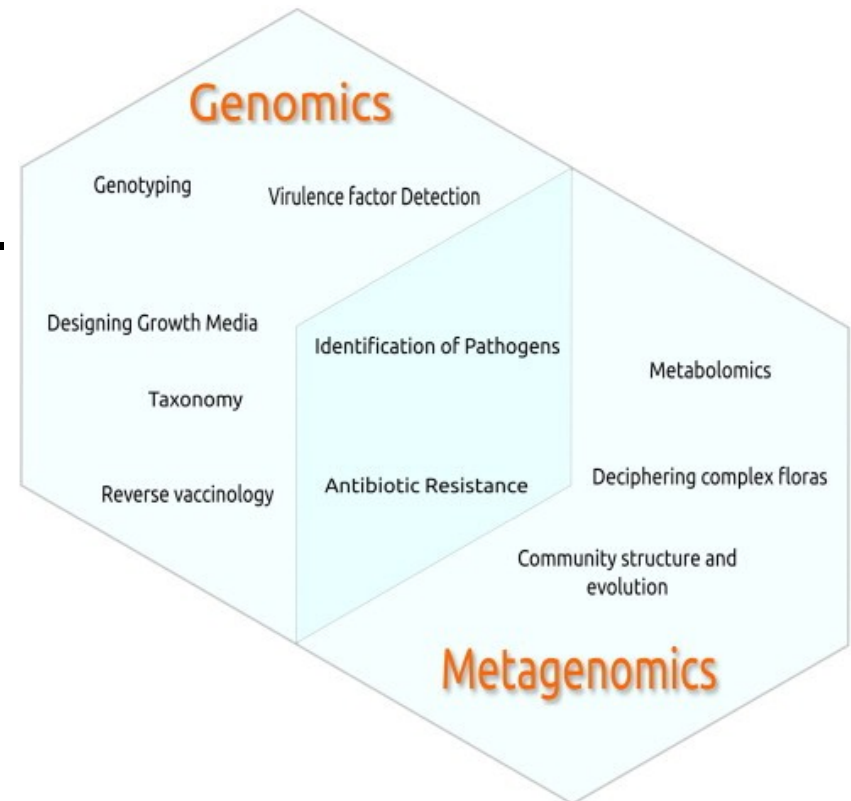 Genomics
Genotyping
Virulence factor Detection
Designing Growth Media
Identification of Pathogens
Metabolomics
Taxonomy
Deciphering complex floras
Reverse vaccinology
Antibiotic Resistance
Community structure and
evolution
Metagenomics